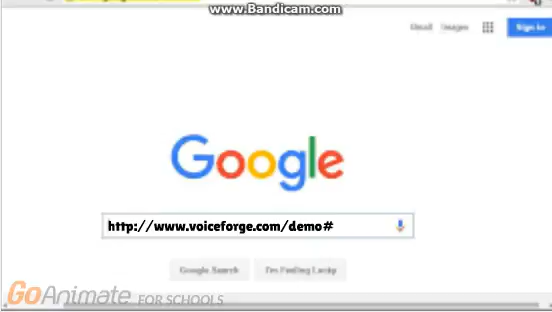 www.Bandicam.com
Gmail Images Sign in
Google
http://www.voiceforge.com/demo#
Google Search I'm Feeling Lucky
GoAnimate FOR SCHOOLS